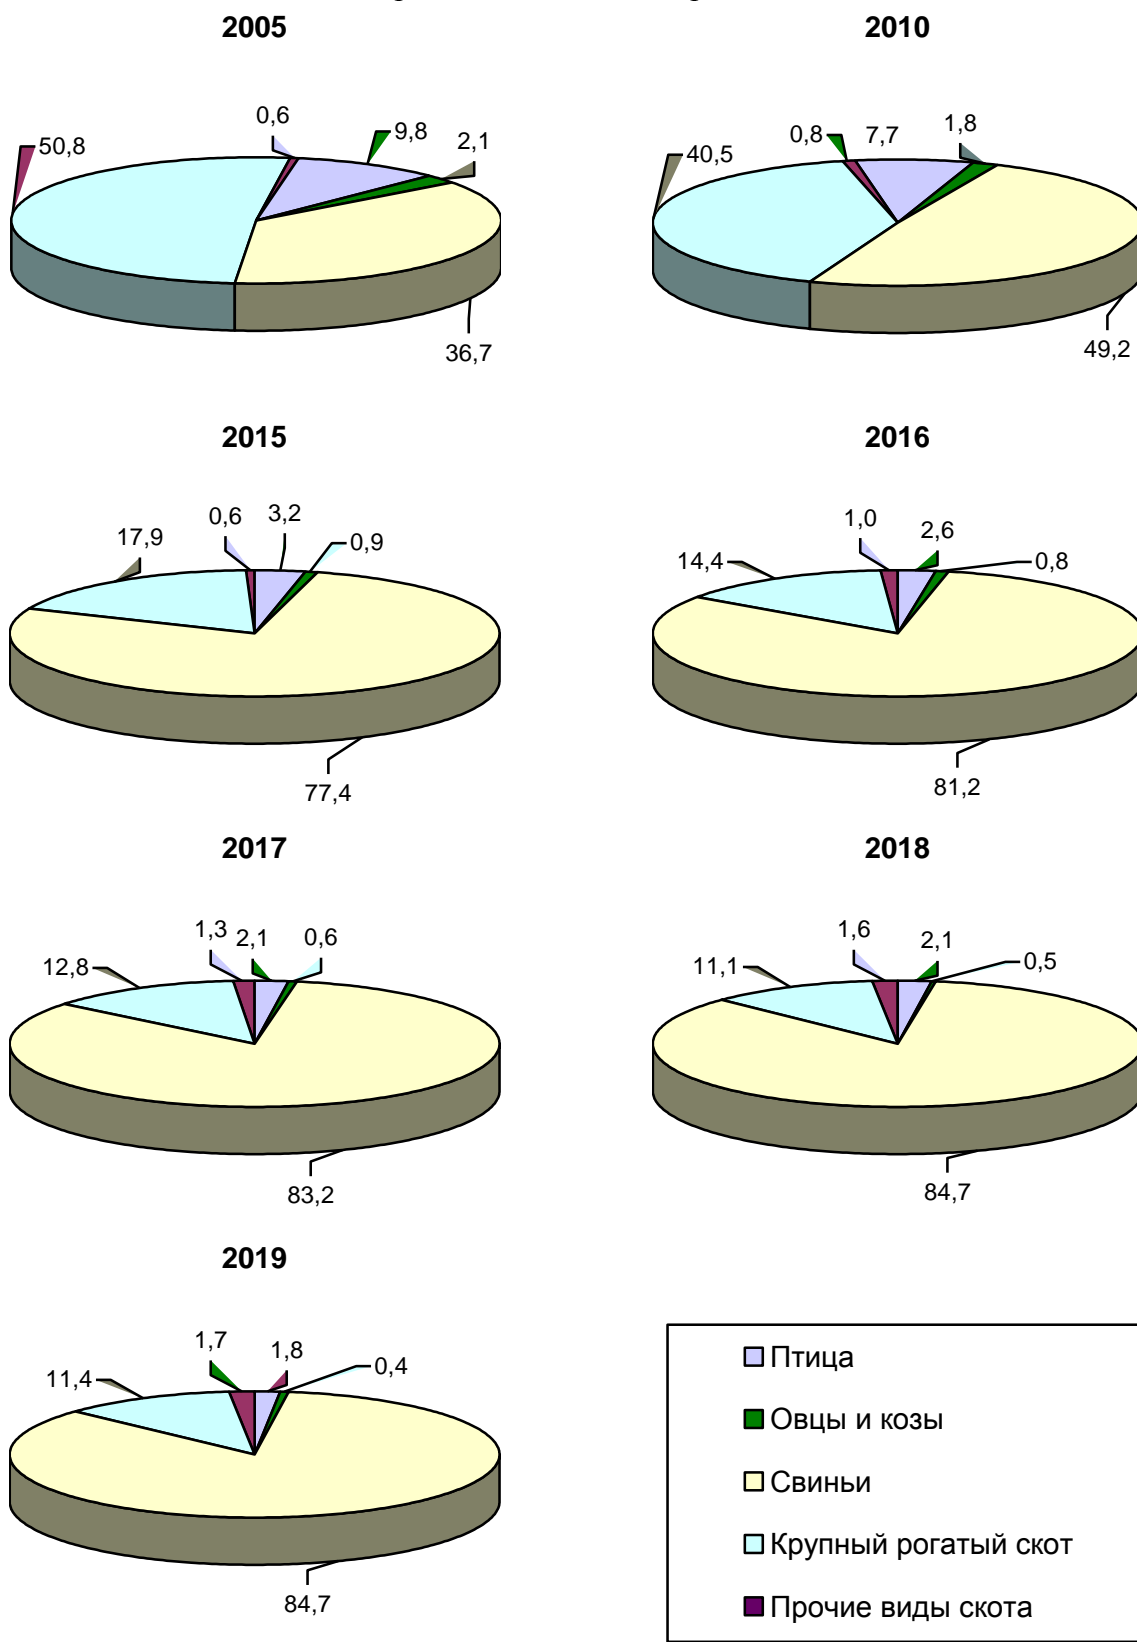 2005 2010
0,6 9,8 2,1 50,8 36,7
0,8 7,7 1,8 40,5 49,2
2015 2016
17,9 0,6 3,2 0,9 77,4
14,4 1,0 2,6 0,8 81,2
2017 2018
12,8 1,3 2,1 0,6 83,2
11,1 1,6 2,1 0,5 84,7
2019
11,4 1,7 1,8 0,4 84,7
Птица
Овцы и козы
Свиньи
Крупный рогатый скот
Прочие виды скота